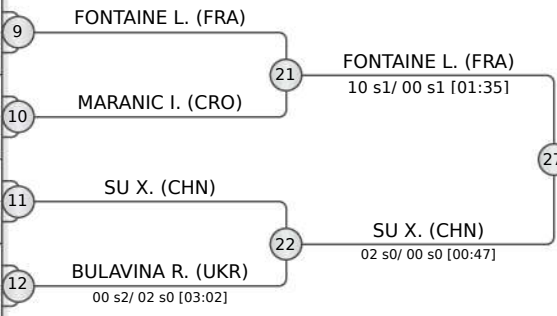 9
FONTAINE L. (FRA)
10
MARANIC I. (CRO)
21
FONTAINE L. (FRA)
10 s1/ 00 s1 [01:35]
11
SU X. (CHN)
12
BULAVINA R. (UKR)
00 s2/ 02 s0 [03:02]
22
SU X. (CHN)
02 s0/ 00 s0 [00:47]
27